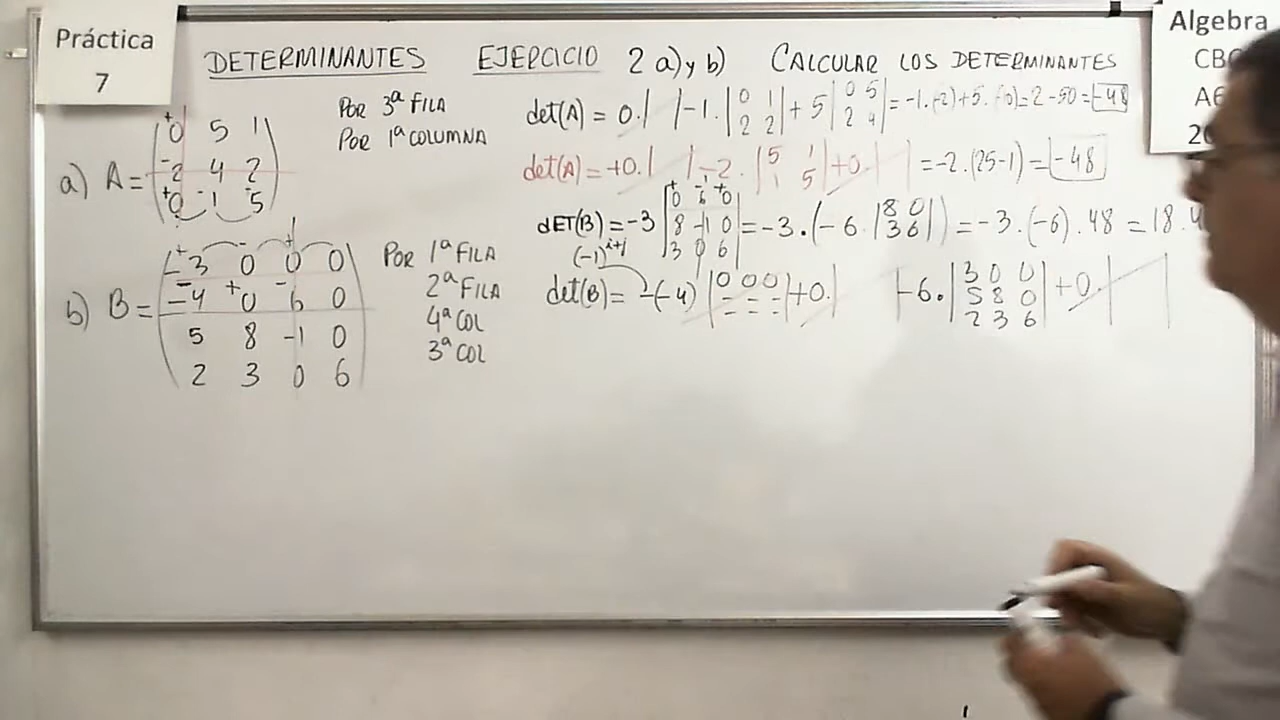 Práctica
7
Algebra
CBC
DETERMINANTES EJERCICIO 2 a) y b) CALCULAR LOS DETERMINANTES
POR 3ª FILA
POR 1ª COLUMNA
a) A=
+0 5 1
-2 4 2
+0 -1 5
det(A) = 0.| |-1.|0 1| + 5|0 5| = -1.(-2)+5.(-10)=2-50=-48
2 2 2 4
det(A)=+0.| |-2.|5 1|+0.| | = -2.(25-1) = -48
1 5
b) B=
-3 0 0 0
-4 0 6 0
5 8 -1 0
2 3 0 6
POR 1ª FILA
2ª FILA
4ª COL
3ª COL
DET(B)=-3 |0 6 0| = -3.(-6.|8 0|) = -3.(-6).48 = 18.4
8 -1 0 3 6
3 0 6
(-1)^i+j
det(B)= -(-4) |0 0 0|+0.| |-6.|3 0 0|+0.| |
- - - 5 8 0
2 3 6